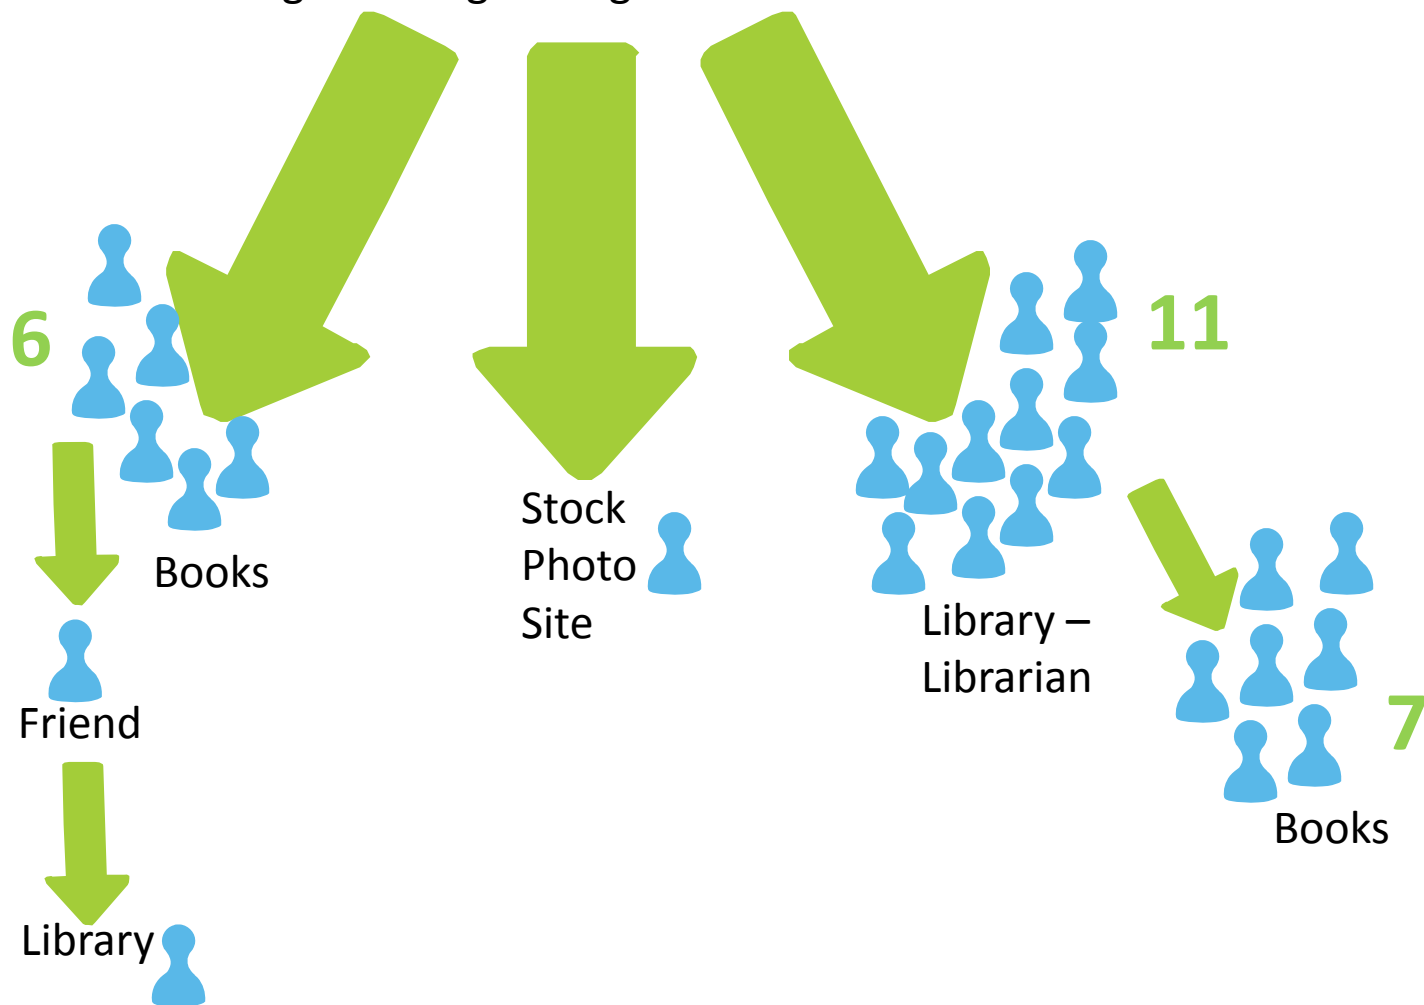 6
11
Stock
Photo
Site
Books
Library –
Librarian
Friend
7
Books
Library